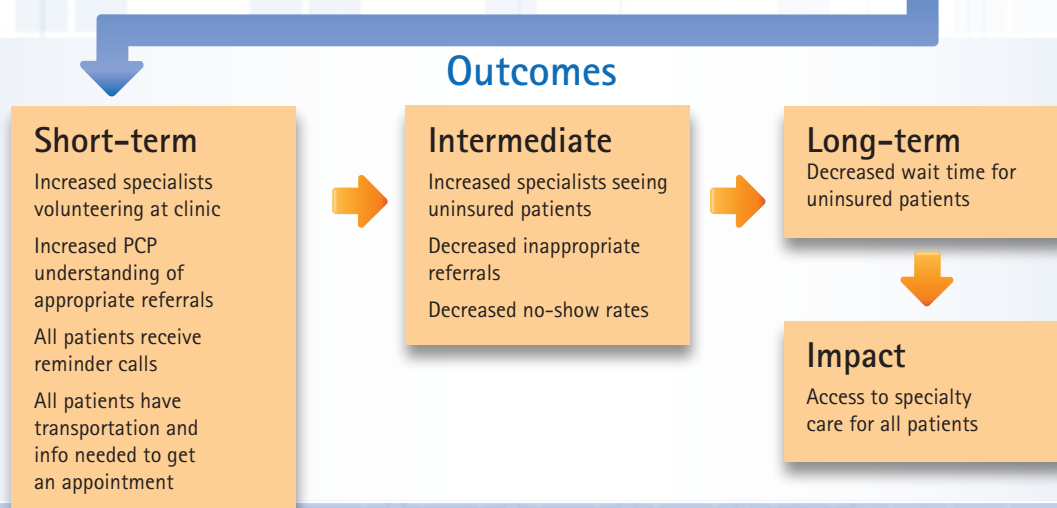 Outcomes
Short-term
Increased specialists
volunteering at clinic
Increased PCP
understanding of
appropriate referrals
All patients receive
reminder calls
All patients have
transportation and
info needed to get
an appointment
Intermediate
Increased specialists seeing
uninsured patients
Decreased inappropriate
referrals
Decreased no-show rates
Long-term
Decreased wait time for
uninsured patients
Impact
Access to specialty
care for all patients